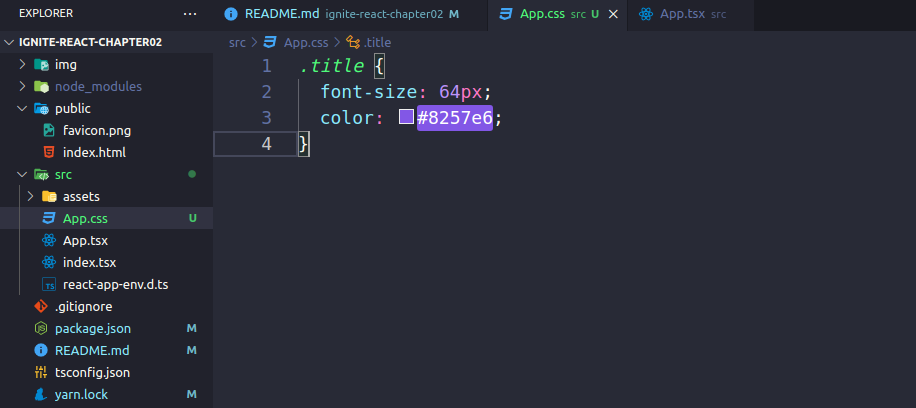 EXPLORER
IGNITE-REACT-CHAPTER02
img
node_modules
public
favicon.png
index.html
src
assets
App.css U
App.tsx
index.tsx
TS react-app-env.d.ts
.gitignore
package.json M
README.md M
tsconfig.json
yarn.lock M
README.md ignite-react-chapter02 M
App.css src U
App.tsx src
src > App.css > .title
1 .title {
2 font-size: 64px;
3 color: #8257e6;
4 }